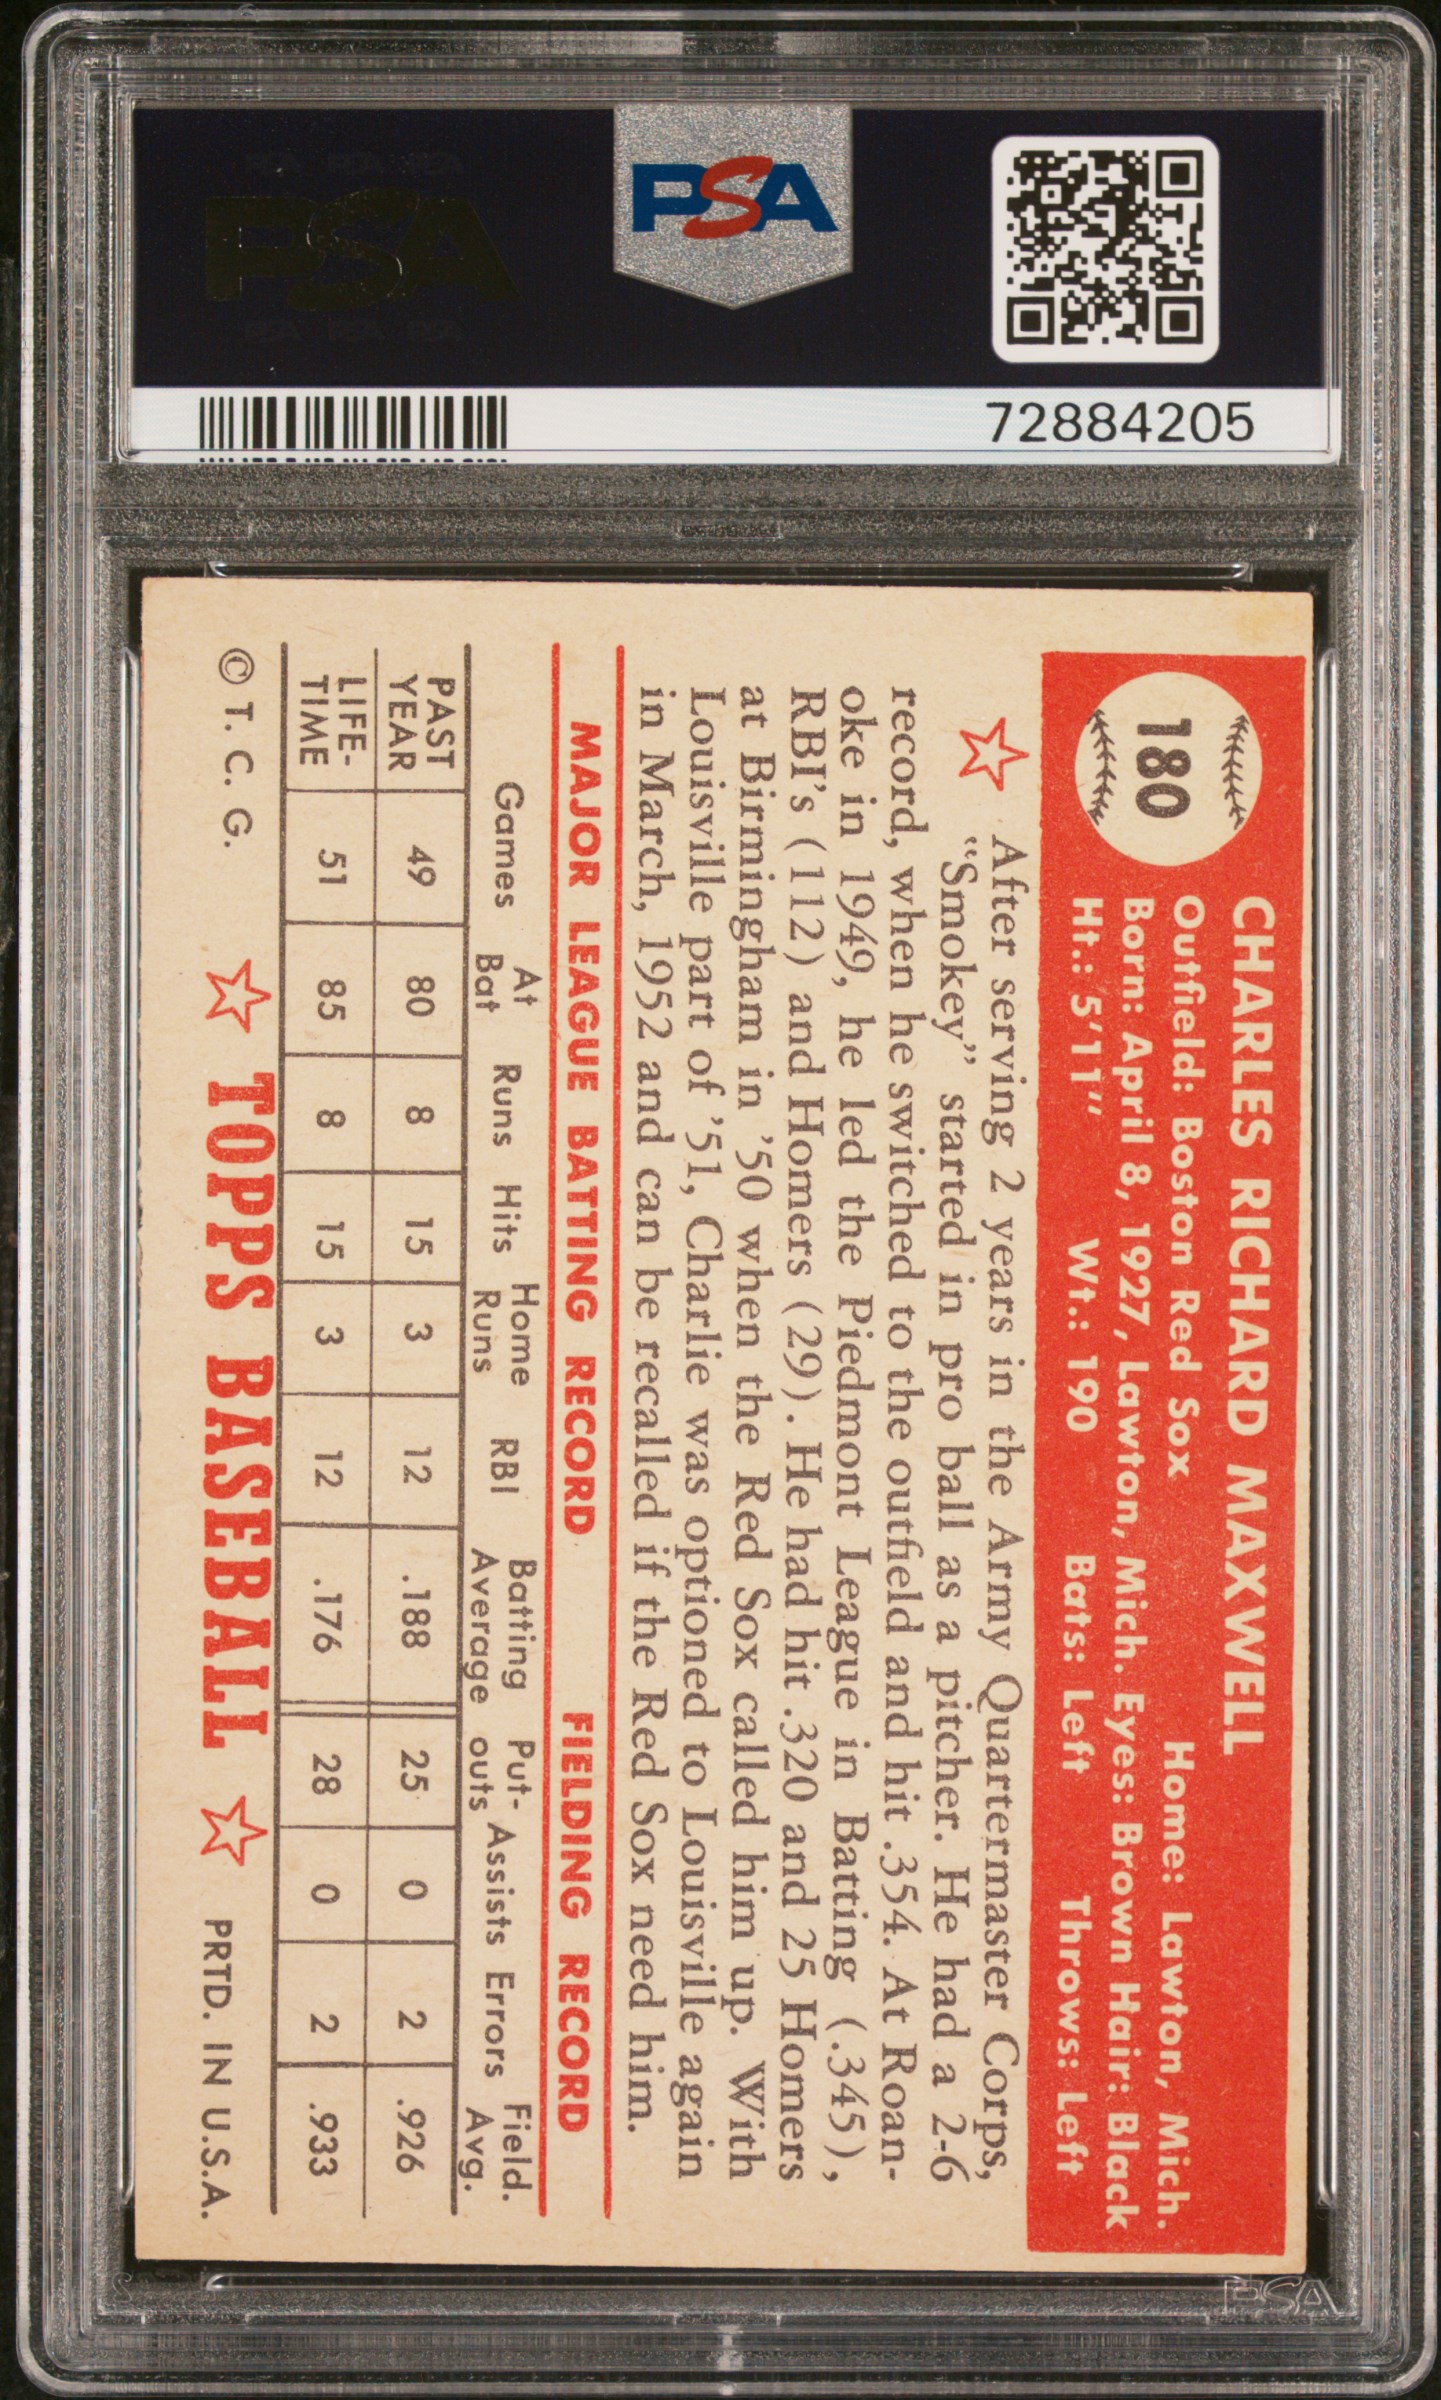 PSA
PSA
72884205
180
CHARLES RICHARD MAXWELL
Outfield: Boston Red Sox Home: Lawton, Mich.
Born: April 8, 1927, Lawton, Mich. Eyes: Brown Hair: Black
Ht.: 5'11" Wt.: 190 Bats: Left Throws: Left
After serving 2 years in the Army Quartermaster Corps,
"Smokey" started in pro ball as a pitcher. He had a 2-6
record, when he switched to the outfield and hit .354. At Roan-
oke in 1949, he led the Piedmont League in Batting (.345),
RBI's (112) and Homers (29). He had hit .320 and 25 Homers
at Birmingham in '50 when the Red Sox called him up. With
Louisville part of '51, Charlie was optioned to Louisville again
in March, 1952 and can be recalled if the Red Sox need him.
MAJOR LEAGUE BATTING RECORD FIELDING RECORD
Games At Bat Runs Hits Home Runs RBI Batting Average Put-outs Assists Errors Field. Avg.
PAST YEAR 49 80 8 15 3 12 .188 25 0 2 .926
LIFE-TIME 51 85 8 15 3 12 .176 28 0 2 .933
© T. C. G. TOPPS BASEBALL PRTD. IN U.S.A.
PSA